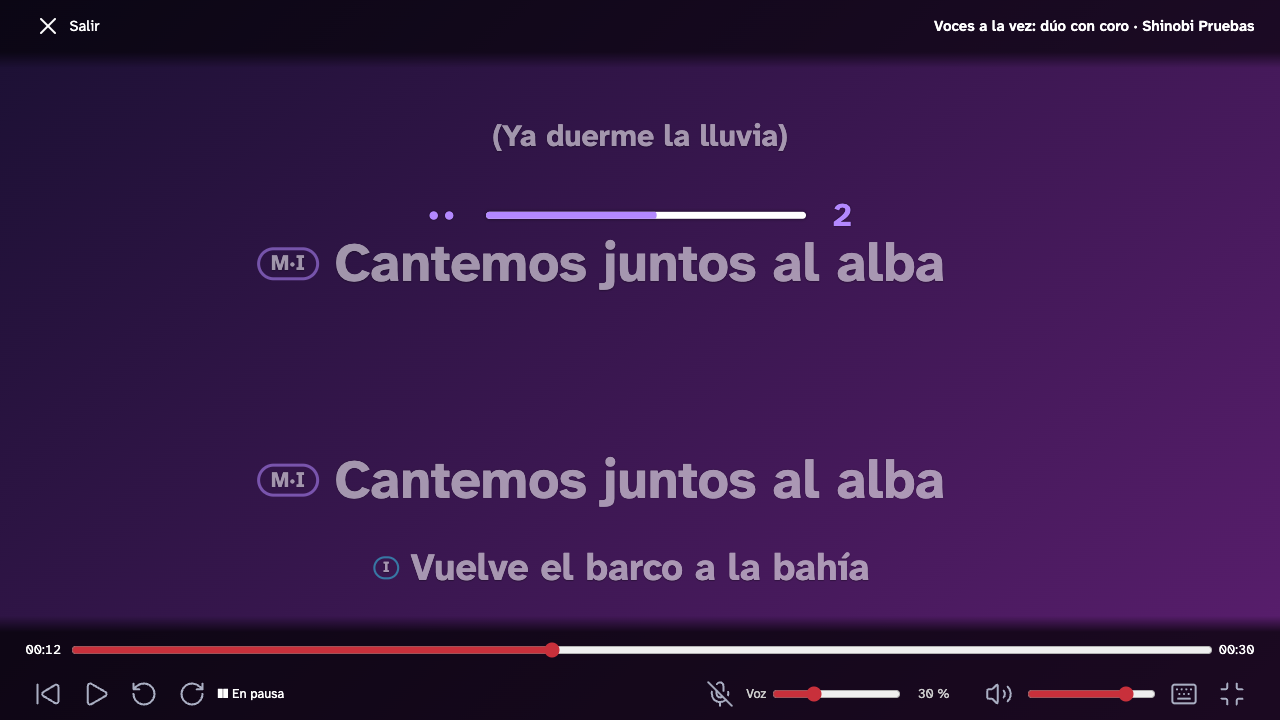 Salir
Voces a la vez: dúo con coro · Shinobi Pruebas
(Ya duerme la lluvia)
2
M·I Cantemos juntos al alba
M·I Cantemos juntos al alba
I Vuelve el barco a la bahía
00:12
00:30
En pausa
Voz
30 %